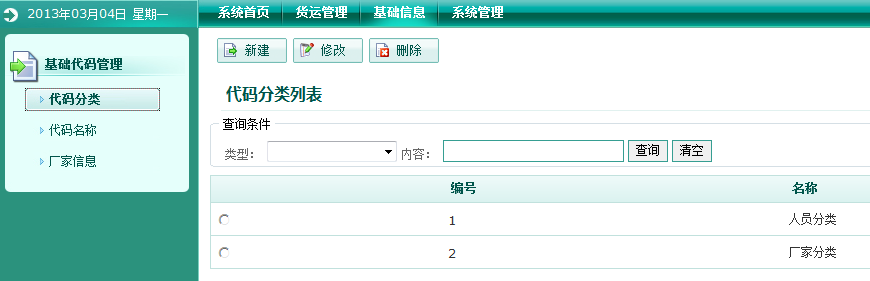 2013年03月04日 星期一
系统首页 货运管理 基础信息 系统管理
基础代码管理
代码分类
代码名称
厂家信息
新建 修改 删除
代码分类列表
查询条件
类型： 内容： 查询 清空
编号 名称
1 人员分类
2 厂家分类